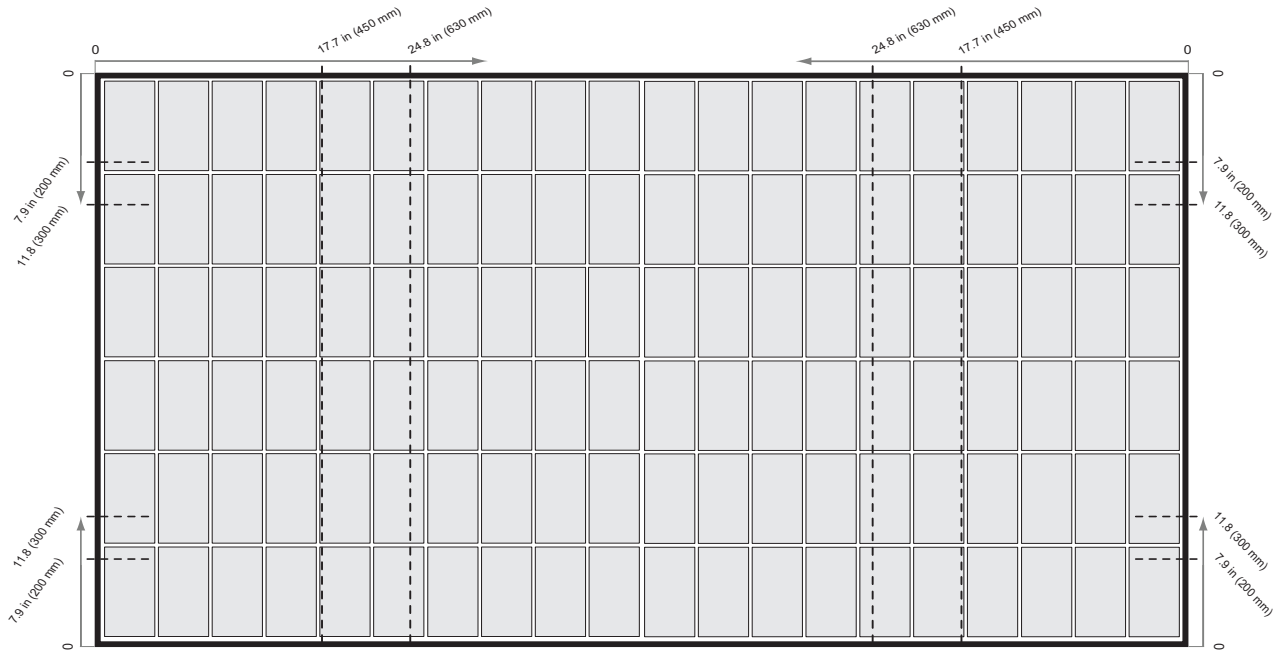 17.7 in (450 mm)
24.8 in (630 mm)
24.8 in (630 mm)
17.7 in (450 mm)
0
0
0
0
7.9 in (200 mm)
7.9 in (200 mm)
11.8 (300 mm)
11.8 (300 mm)
11.8 (300 mm)
11.8 (300 mm)
7.9 in (200 mm)
7.9 in (200 mm)
0
0